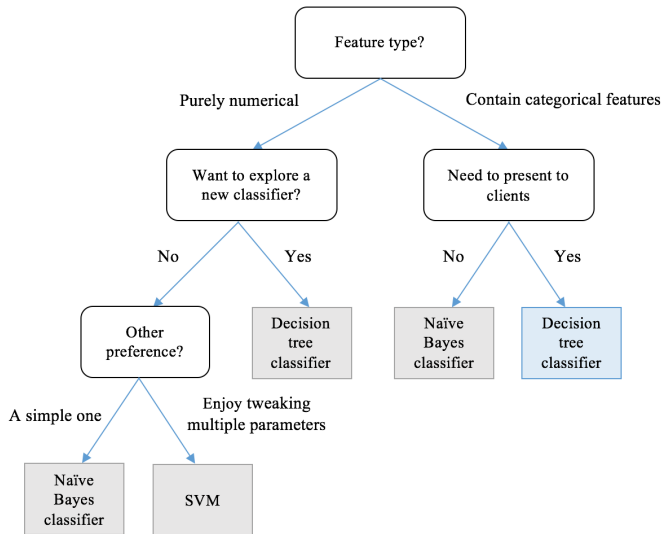 Feature type?
Purely numerical
Contain categorical features
Want to explore a
new classifier?
Need to present to
clients
No
Yes
No
Yes
Other
preference?
Decision
tree
classifier
Naïve
Bayes
classifier
Decision
tree
classifier
A simple one
Enjoy tweaking
multiple parameters
Naïve
Bayes
classifier
SVM